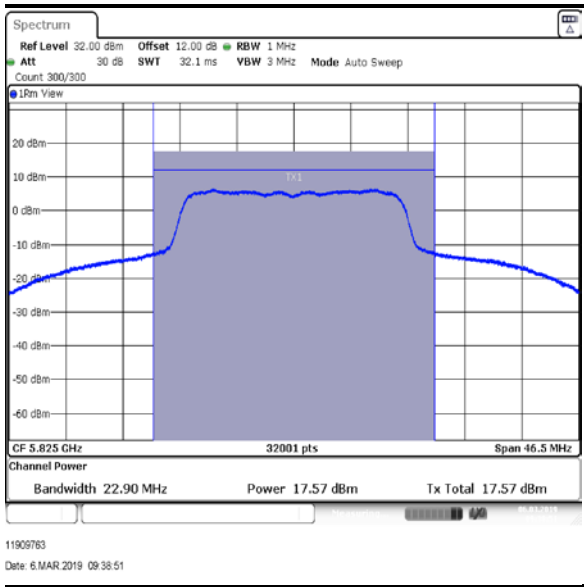 Spectrum
Ref Level 32.00 dBm Offset 12.00 dB RBW 1 MHz
Att 30 dB SWT 32.1 ms VBW 3 MHz Mode Auto Sweep
Count 300/300
1Rm View
20 dBm
10 dBm
TX1
0 dBm
-10 dBm
-20 dBm
-30 dBm
-40 dBm
-50 dBm
-60 dBm
CF 5.825 GHz 32001 pts Span 46.5 MHz
Channel Power
Bandwidth 22.90 MHz Power 17.57 dBm Tx Total 17.57 dBm
11909763
Date: 6.MAR.2019 09:38:51